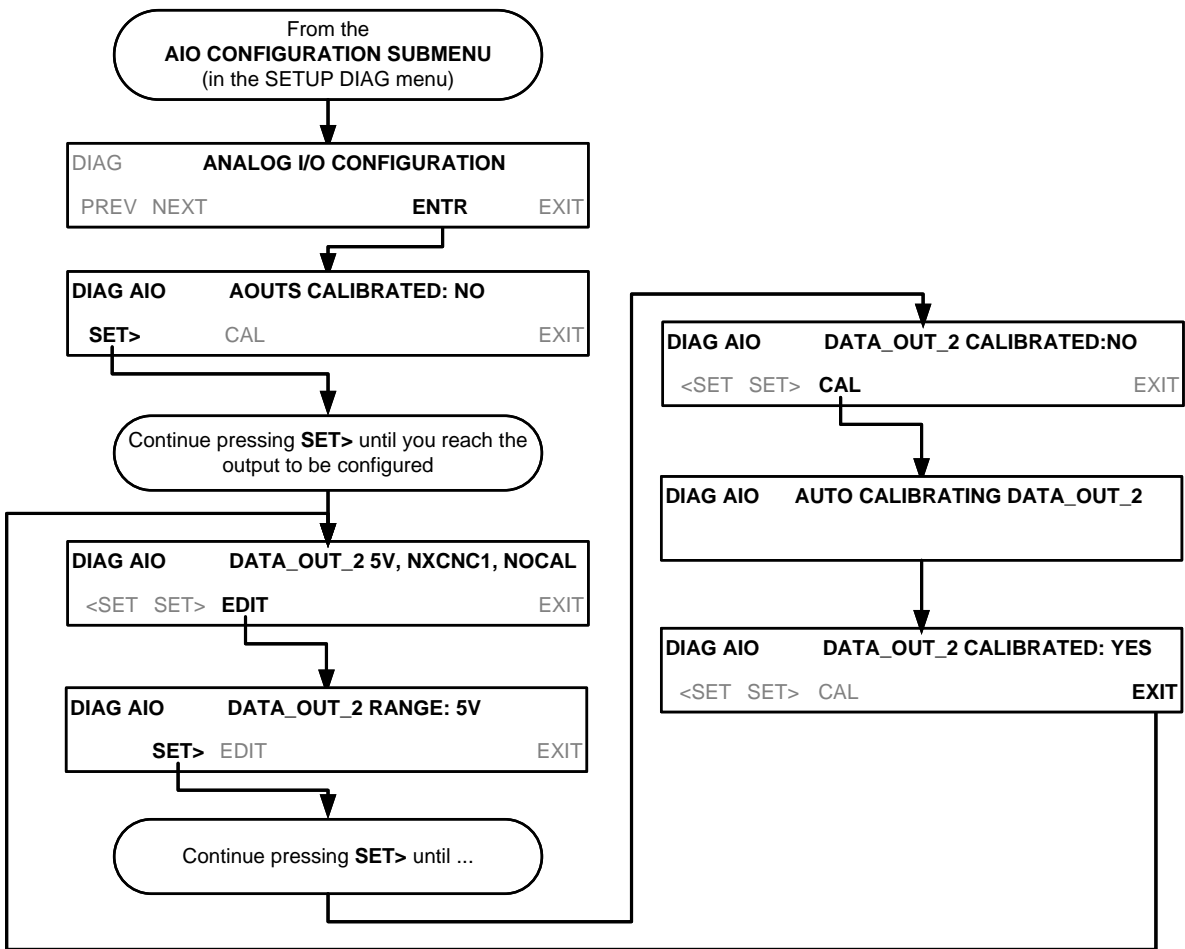 From the
AIO CONFIGURATION SUBMENU
(in the SETUP DIAG menu)
DIAG ANALOG I/O CONFIGURATION
PREV NEXT ENTR EXIT
DIAG AIO AOUTS CALIBRATED: NO
SET> CAL EXIT
Continue pressing SET> until you reach the
output to be configured
DIAG AIO DATA_OUT_2 5V, NXCNC1, NOCAL
<SET SET> EDIT EXIT
DIAG AIO DATA_OUT_2 RANGE: 5V
SET> EDIT EXIT
Continue pressing SET> until ...
DIAG AIO DATA_OUT_2 CALIBRATED:NO
<SET SET> CAL EXIT
DIAG AIO AUTO CALIBRATING DATA_OUT_2
DIAG AIO DATA_OUT_2 CALIBRATED: YES
<SET SET> CAL EXIT